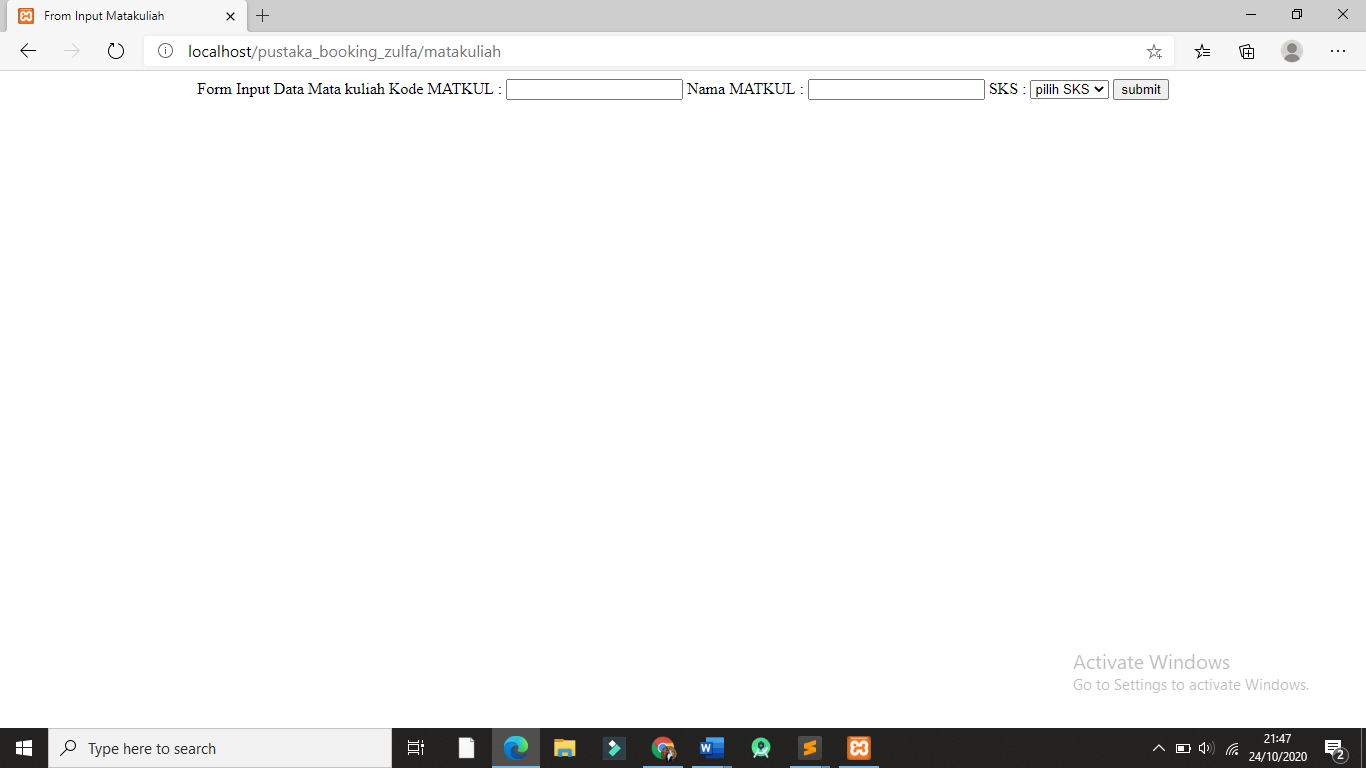 From Input Matakuliah
localhost/pustaka_booking_zulfa/matakuliah
Form Input Data Mata kuliah Kode MATKUL : Nama MATKUL : SKS : pilih SKS submit
Activate Windows
Go to Settings to activate Windows.
Type here to search
21:47
24/10/2020
2